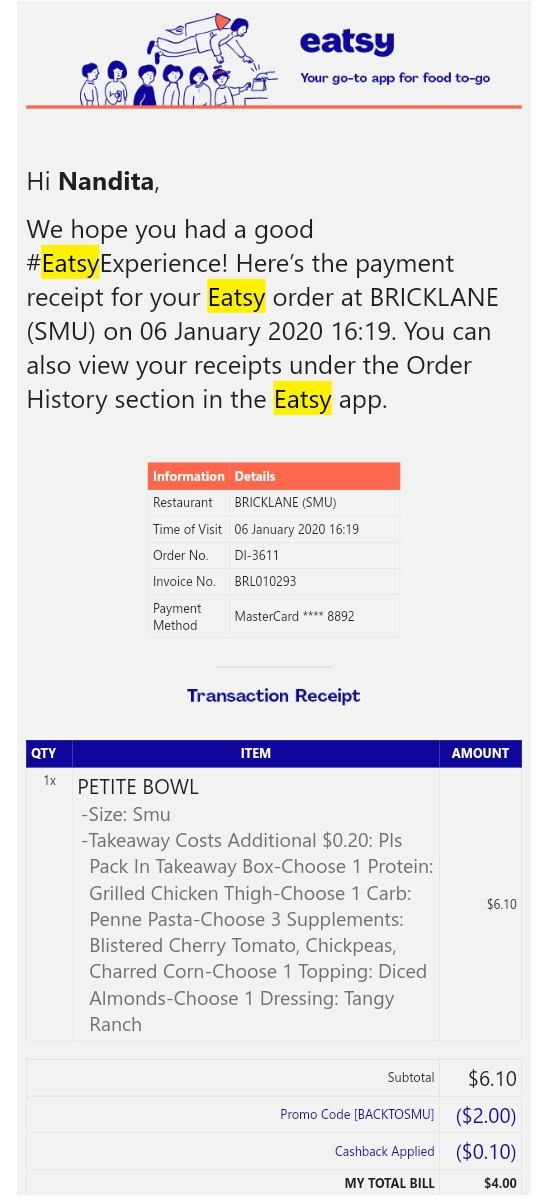 eatsy
Your go-to app for food to-go
Hi Nandita,
We hope you had a good
#EatsyExperience! Here’s the payment
receipt for your Eatsy order at BRICKLANE
(SMU) on 06 January 2020 16:19. You can
also view your receipts under the Order
History section in the Eatsy app.
Information Details
Restaurant BRICKLANE (SMU)
Time of Visit 06 January 2020 16:19
Order No. DI-3611
Invoice No. BRL010293
Payment
Method MasterCard **** 8892
Transaction Receipt
QTY ITEM AMOUNT
1x PETITE BOWL
-Size: Smu
-Takeaway Costs Additional $0.20: Pls
Pack In Takeaway Box-Choose 1 Protein:
Grilled Chicken Thigh-Choose 1 Carb:
Penne Pasta-Choose 3 Supplements: $6.10
Blistered Cherry Tomato, Chickpeas,
Charred Corn-Choose 1 Topping: Diced
Almonds-Choose 1 Dressing: Tangy
Ranch
Subtotal $6.10
Promo Code [BACKTOSMU] ($2.00)
Cashback Applied ($0.10)
MY TOTAL BILL $4.00